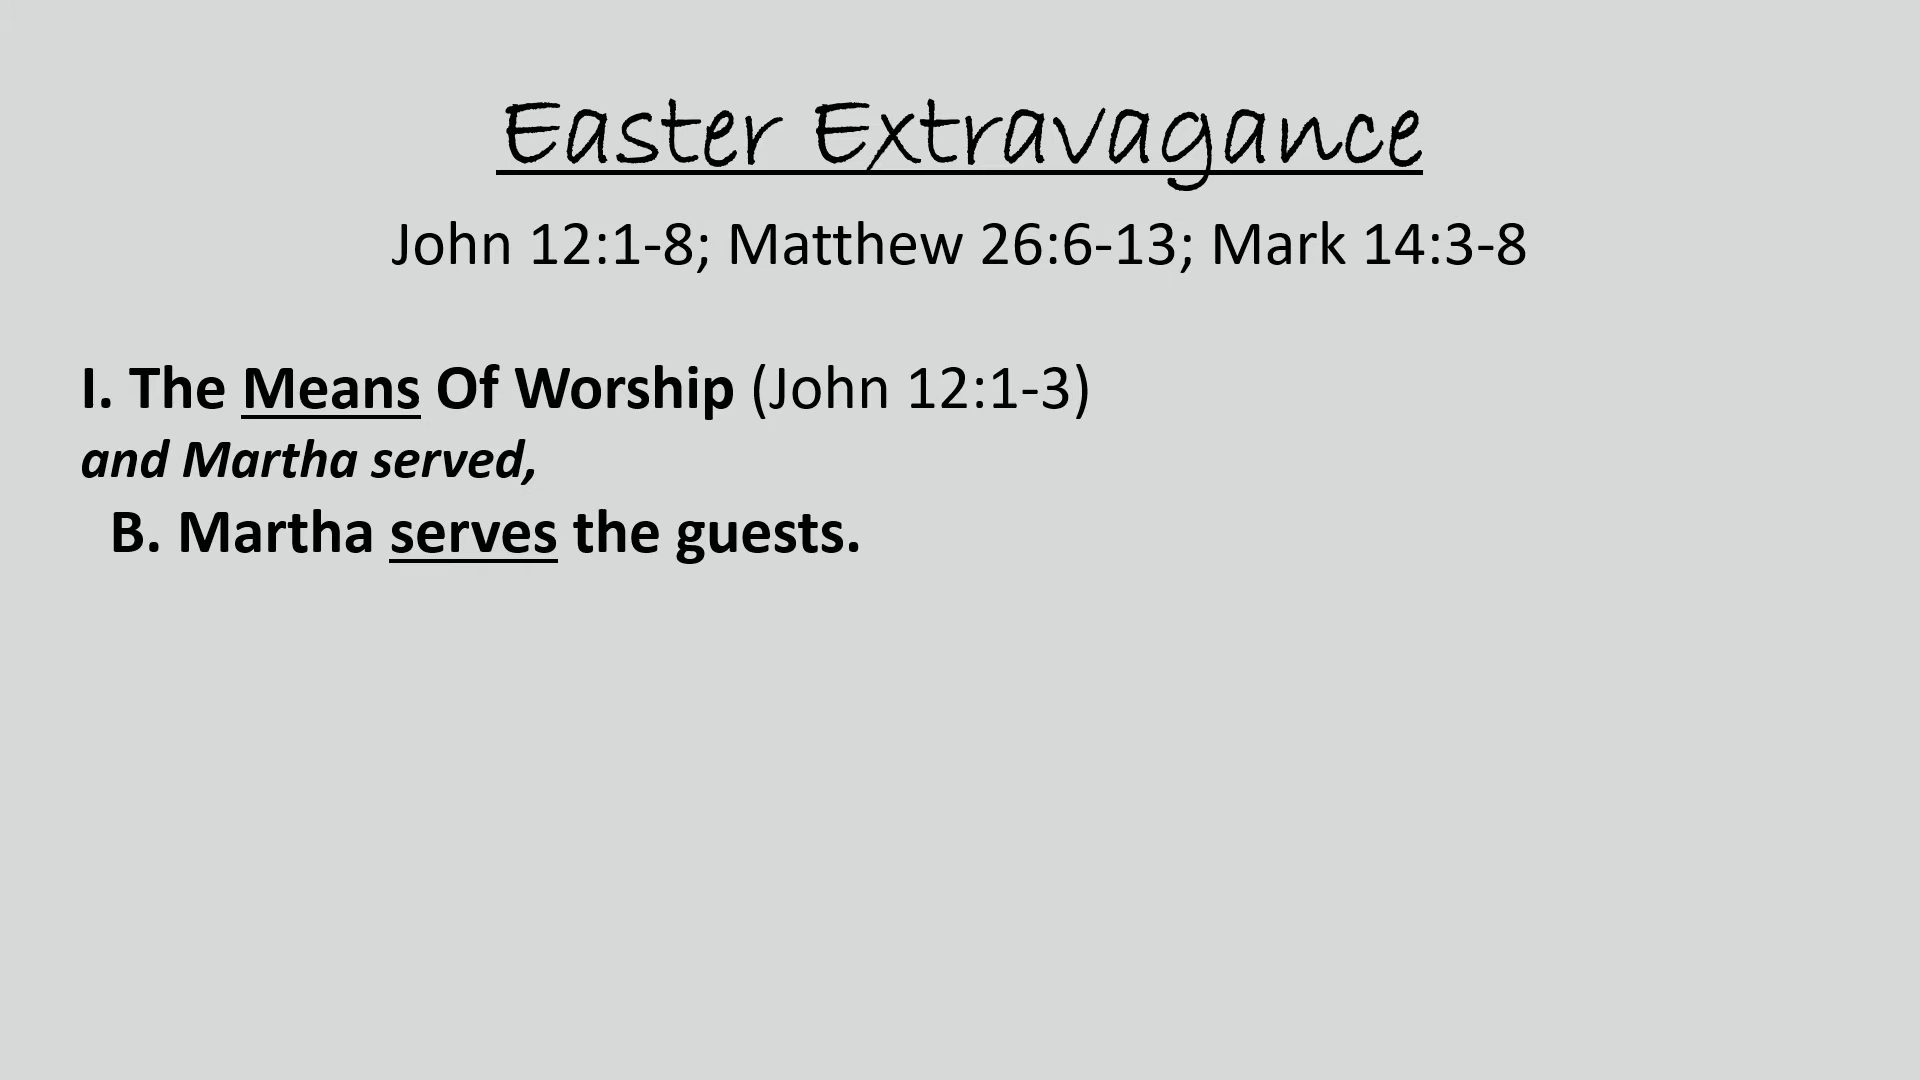 Easter Extravagance
John 12:1-8; Matthew 26:6-13; Mark 14:3-8
I. The Means Of Worship (John 12:1-3)
and Martha served,
B. Martha serves the guests.